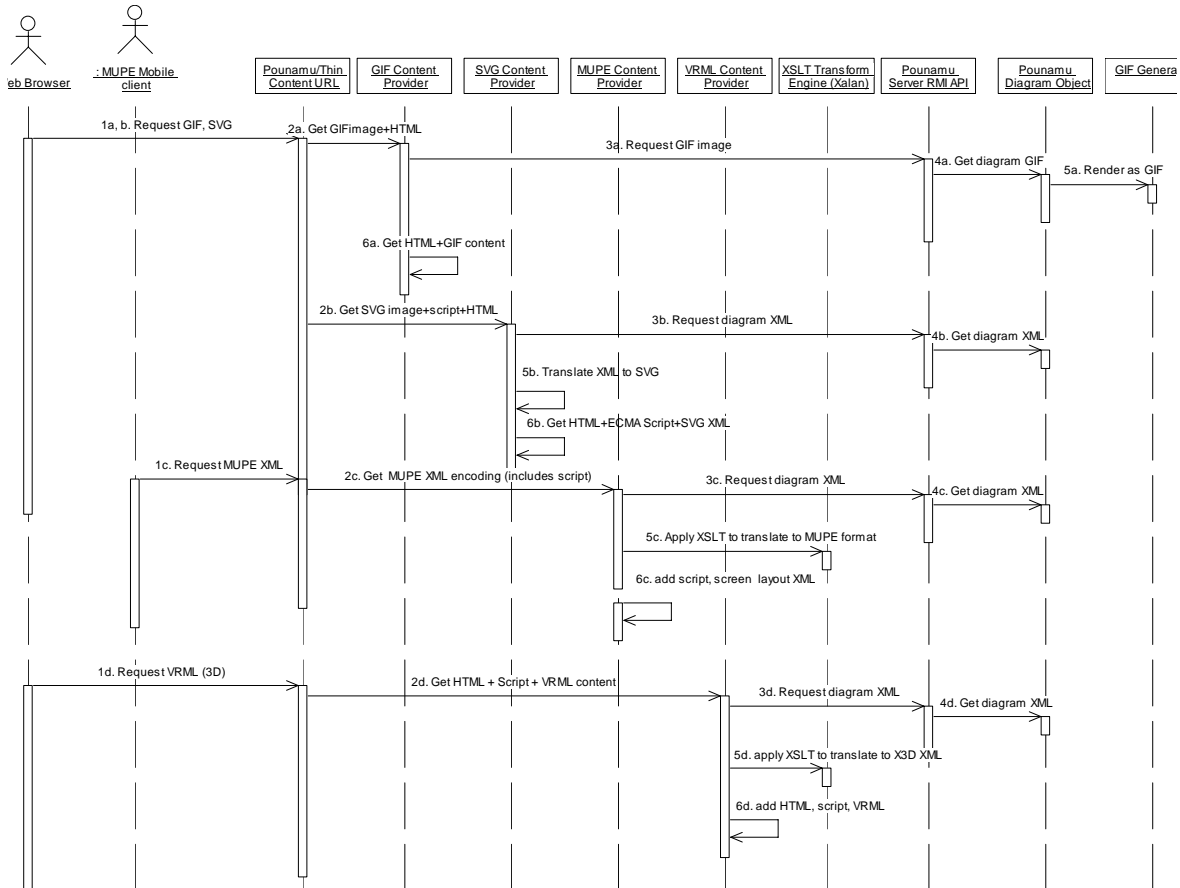 : MUPE Mobile
client
eb Browser
Pounamu/Thin
Content URL
GIF Content
Provider
SVG Content
Provider
MUPE Content
Provider
VRML Content
Provider
XSLT Transform
Engine (Xalan)
Pounamu
Server RMI API
Pounamu
Diagram Object
GIF Genera
1a, b. Request GIF, SVG
2a. Get GIFimage+HTML
3a. Request GIF image
4a. Get diagram GIF
5a. Render as GIF
6a. Get HTML+GIF content
2b. Get SVG image+script+HTML
3b. Request diagram XML
4b. Get diagram XML
5b. Translate XML to SVG
6b. Get HTML+ECMA Script+SVG XML
1c. Request MUPE XML
2c. Get MUPE XML encoding (includes script)
3c. Request diagram XML
4c. Get diagram XML
5c. Apply XSLT to translate to MUPE format
6c. add script, screen layout XML
1d. Request VRML (3D)
2d. Get HTML + Script + VRML content
3d. Request diagram XML
4d. Get diagram XML
5d. apply XSLT to translate to X3D XML
6d. add HTML, script, VRML